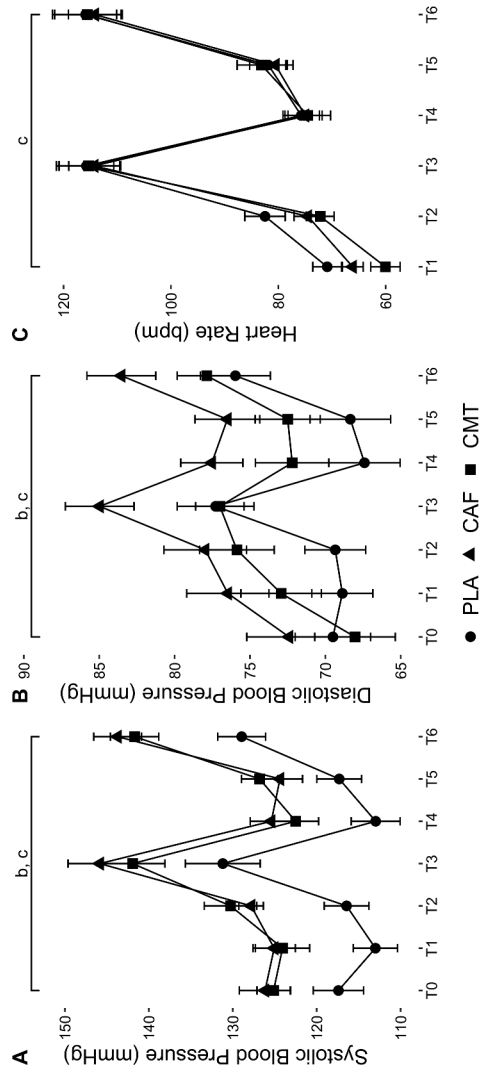 A
b, c
Systolic Blood Pressure (mmHg)
150-
140-
130-
120-
110-
T0 T1 T2 T3 T4 T5 T6
B
b, c
Diastolic Blood Pressure (mmHg)
90-
85-
80-
75-
70-
65-
T0 T1 T2 T3 T4 T5 T6
C
c
Heart Rate (bpm)
120-
100-
80-
60-
T1 T2 T3 T4 T5 T6
PLA CAF CMT